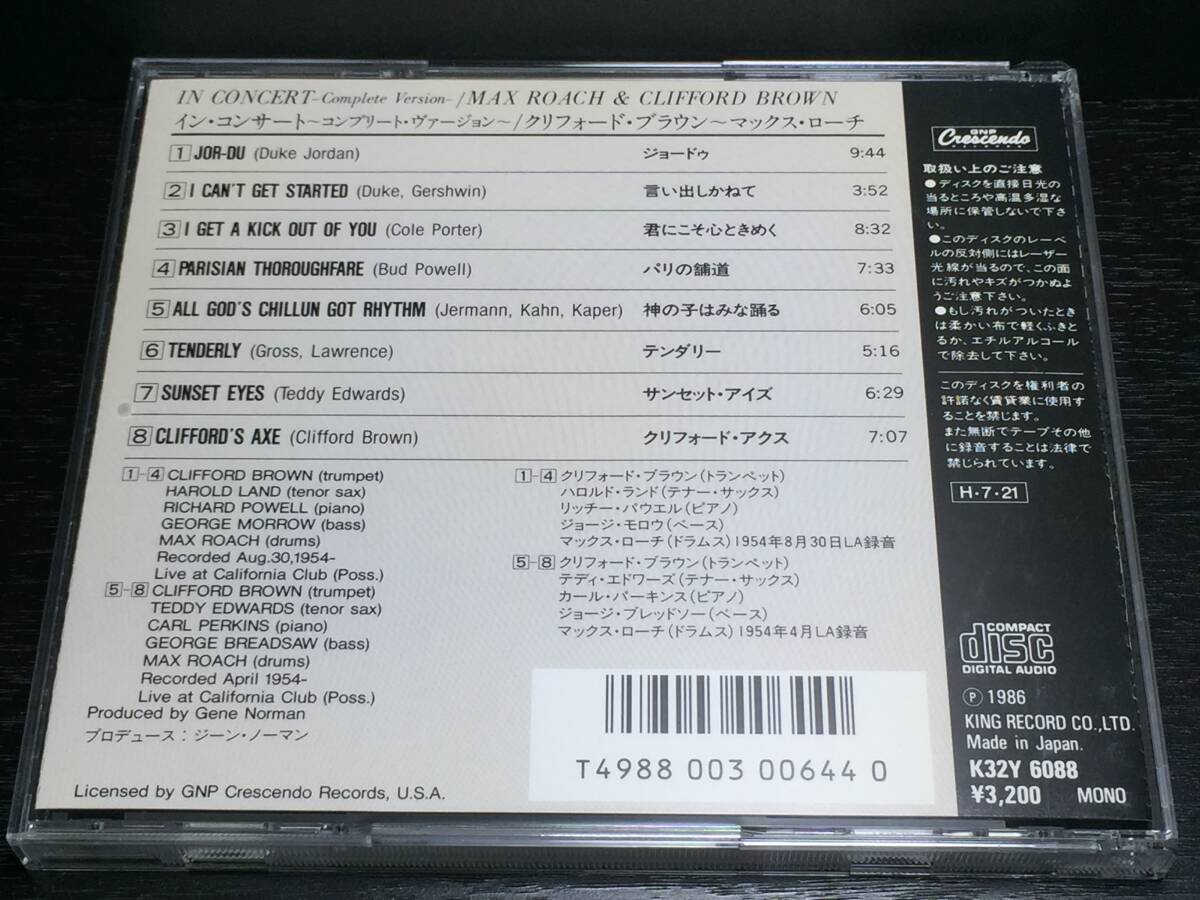 IN CONCERT–Complete Version–/MAX ROACH & CLIFFORD BROWN
イン・コンサート〜コンプリート・ヴァージョン〜/クリフォード・ブラウン〜マックス・ローチ
1 JOR-DU (Duke Jordan) ジョードゥ 9:44
2 I CAN'T GET STARTED (Duke, Gershwin) 言い出しかねて 3:52
3 I GET A KICK OUT OF YOU (Cole Porter) 君にこそ心ときめく 8:32
4 PARISIAN THOROUGHFARE (Bud Powell) パリの舗道 7:33
5 ALL GOD'S CHILLUN GOT RHYTHM (Jermann, Kahn, Kaper) 神の子はみな踊る 6:05
6 TENDERLY (Gross, Lawrence) テンダリー 5:16
7 SUNSET EYES (Teddy Edwards) サンセット・アイズ 6:29
8 CLIFFORD'S AXE (Clifford Brown) クリフォード・アクス 7:07
1-4 CLIFFORD BROWN (trumpet)
HAROLD LAND (tenor sax)
RICHARD POWELL (piano)
GEORGE MORROW (bass)
MAX ROACH (drums)
Recorded Aug.30,1954-
Live at California Club (Poss.)
5-8 CLIFFORD BROWN (trumpet)
TEDDY EDWARDS (tenor sax)
CARL PERKINS (piano)
GEORGE BREADSAW (bass)
MAX ROACH (drums)
Recorded April 1954-
Live at California Club (Poss.)
Produced by Gene Norman
プロデュース:ジーン・ノーマン
Licensed by GNP Crescendo Records, U.S.A.
1-4 クリフォード・ブラウン(トランペット)
ハロルド・ランド(テナー・サックス)
リッチー・パウエル(ピアノ)
ジョージ・モロウ(ベース)
マックス・ローチ(ドラムス)1954年8月30日LA録音
5-8 クリフォード・ブラウン(トランペット)
テディ・エドワーズ(テナー・サックス)
カール・パーキンス(ピアノ)
ジョージ・ブレッドソー(ベース)
マックス・ローチ(ドラムス)1954年4月LA録音
T4988 003 00644 0
GNP
Crescendo
RECORDS
取扱い上のご注意
●ディスクを直接日光の
当るところや高温多湿な
場所に保管しないで下さ
い。
●このディスクのレーベ
ルの反対側にはレーザー
光線が当るので、この面
に汚れやキズがつかぬよ
うご注意下さい。
●もし汚れがついたとき
は柔かい布で軽くふきと
るか、エチルアルコール
で除去して下さい。
このディスクを権利者の
許諾なく賃貸業に使用す
ることを禁じます。
また無断でテープその他
に録音することは法律で
禁じられています。
H・7・21
COMPACT
disc
DIGITAL AUDIO
Ⓟ 1986
KING RECORD CO.,LTD.
Made in Japan.
K32Y 6088
¥3,200 MONO